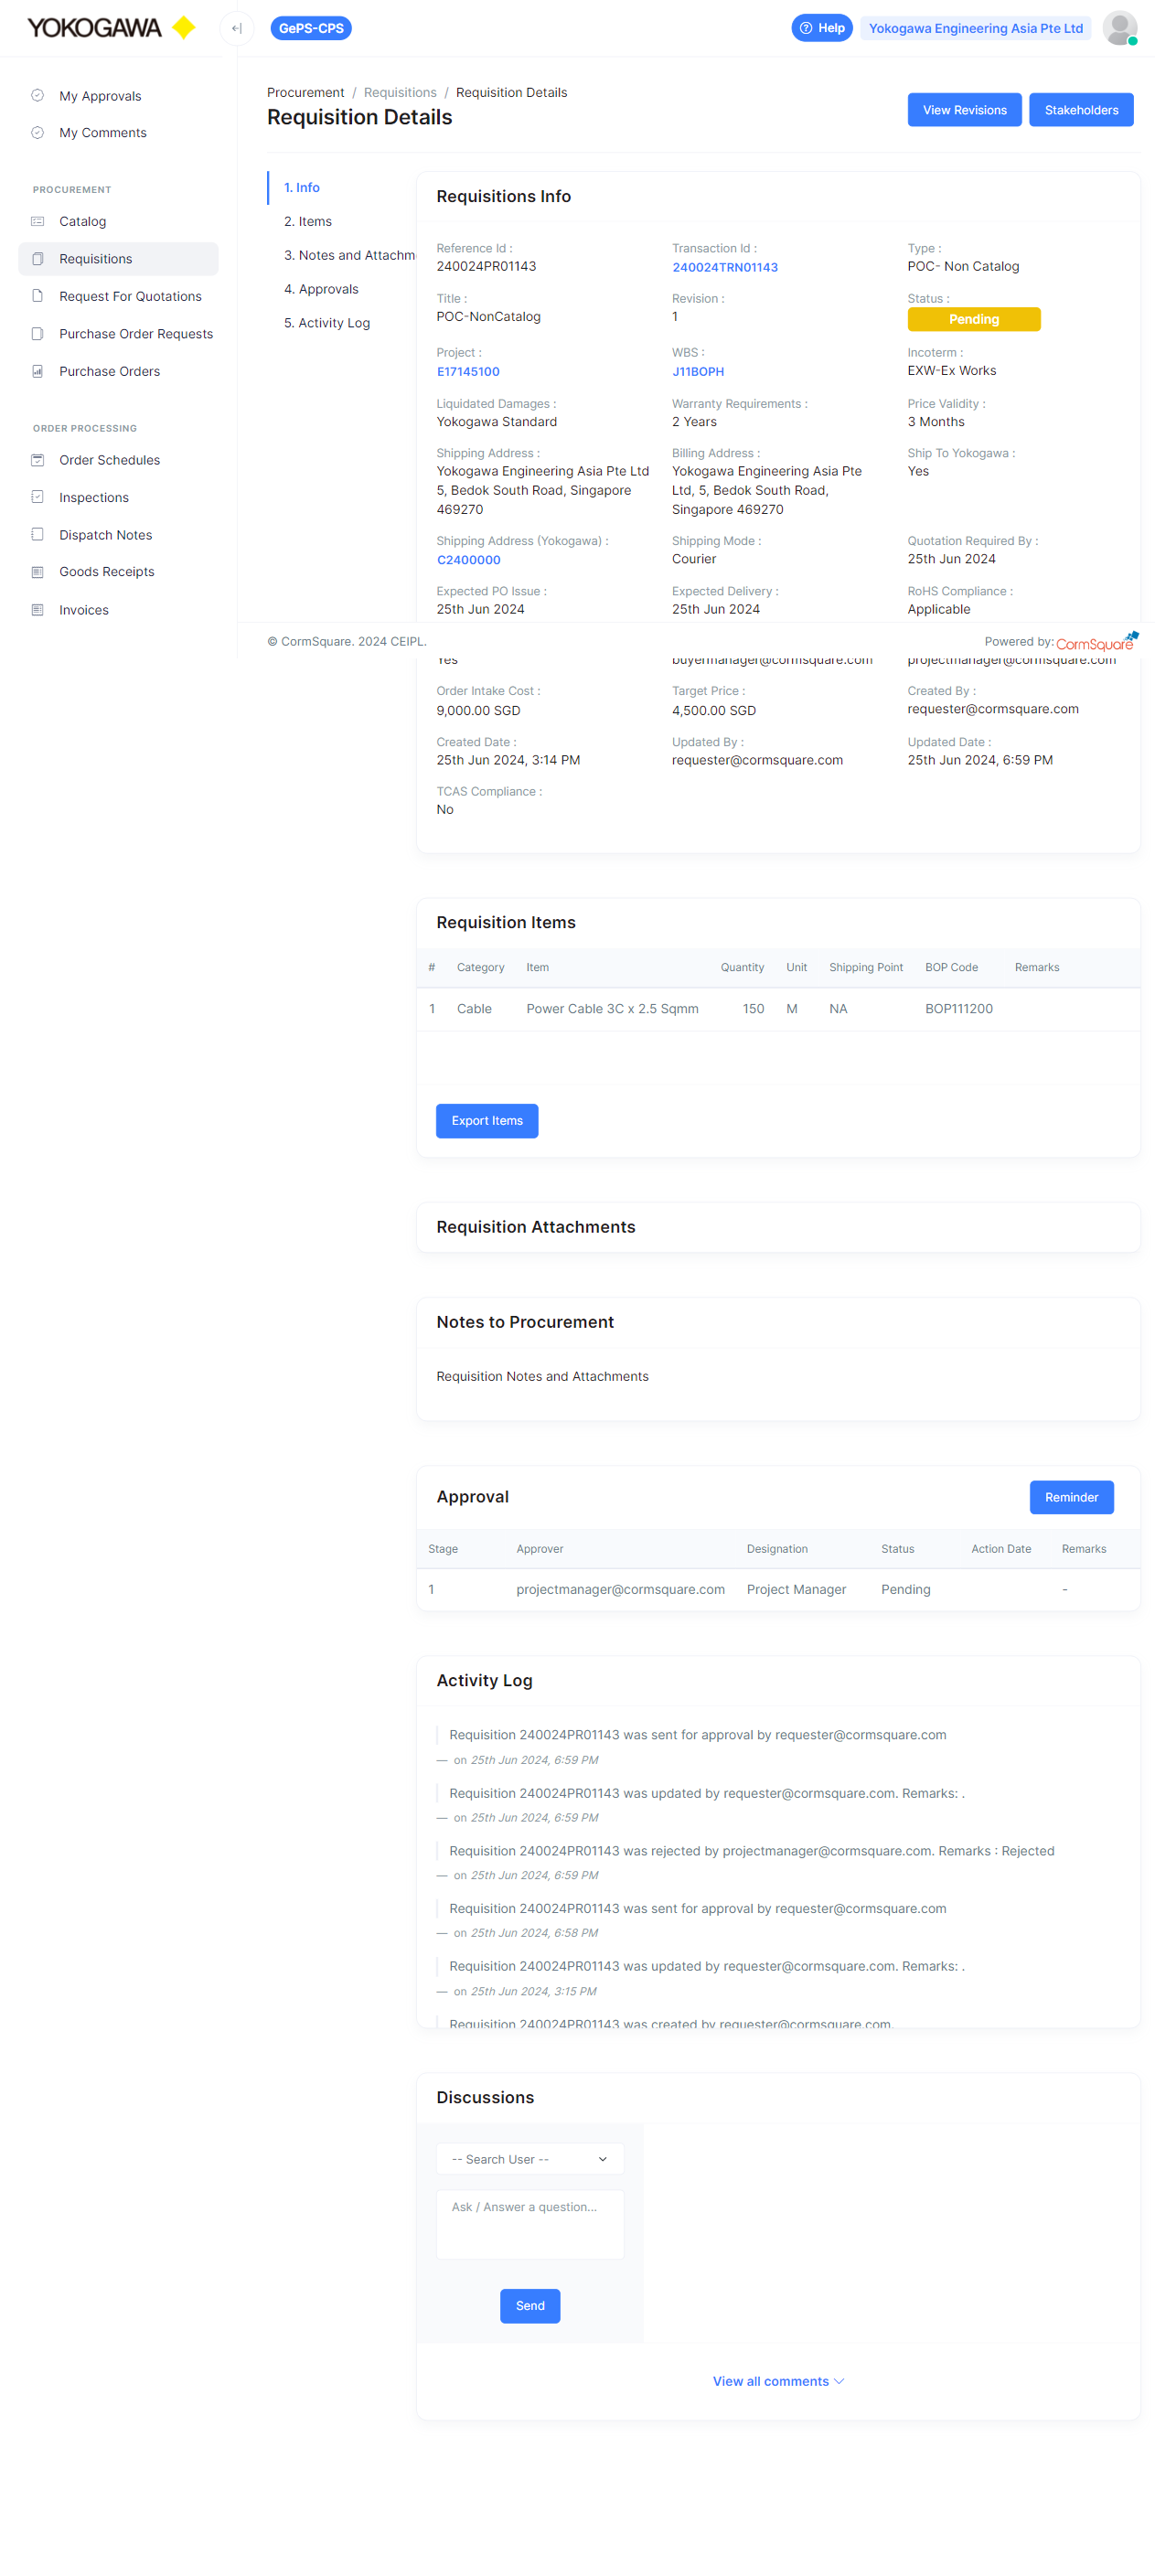 YOKOGAWA
GePS-CPS
Help
Yokogawa Engineering Asia Pte Ltd
My Approvals
My Comments
PROCUREMENT
Catalog
Requisitions
Request For Quotations
Purchase Order Requests
Purchase Orders
ORDER PROCESSING
Order Schedules
Inspections
Dispatch Notes
Goods Receipts
Invoices
Procurement / Requisitions / Requisition Details
Requisition Details
View Revisions
Stakeholders
1. Info
2. Items
3. Notes and Attachm
4. Approvals
5. Activity Log
Requisitions Info
Reference Id : Transaction Id : Type :
240024PR01143 240024TRN01143 POC- Non Catalog
Title : Revision : Status :
POC-NonCatalog 1 Pending
Project : WBS : Incoterm :
E17145100 J11BOPH EXW-Ex Works
Liquidated Damages : Warranty Requirements : Price Validity :
Yokogawa Standard 2 Years 3 Months
Shipping Address : Billing Address : Ship To Yokogawa :
Yokogawa Engineering Asia Pte Ltd Yokogawa Engineering Asia Pte Yes
5, Bedok South Road, Singapore Ltd, 5, Bedok South Road,
469270 Singapore 469270
Shipping Address (Yokogawa) : Shipping Mode : Quotation Required By :
C2400000 Courier 25th Jun 2024
Expected PO Issue : Expected Delivery : RoHS Compliance :
25th Jun 2024 25th Jun 2024 Applicable
© CormSquare. 2024 CEIPL. Powered by: CormSquare
Yes buyermanager@cormsquare.com projectmanager@cormsquare.com
Order Intake Cost : Target Price : Created By :
9,000.00 SGD 4,500.00 SGD requester@cormsquare.com
Created Date : Updated By : Updated Date :
25th Jun 2024, 3:14 PM requester@cormsquare.com 25th Jun 2024, 6:59 PM
TCAS Compliance :
No
Requisition Items
# Category Item Quantity Unit Shipping Point BOP Code Remarks
1 Cable Power Cable 3C x 2.5 Sqmm 150 M NA BOP111200
Export Items
Requisition Attachments
Notes to Procurement
Requisition Notes and Attachments
Approval
Reminder
Stage Approver Designation Status Action Date Remarks
1 projectmanager@cormsquare.com Project Manager Pending -
Activity Log
Requisition 240024PR01143 was sent for approval by requester@cormsquare.com
— on 25th Jun 2024, 6:59 PM
Requisition 240024PR01143 was updated by requester@cormsquare.com. Remarks: .
— on 25th Jun 2024, 6:59 PM
Requisition 240024PR01143 was rejected by projectmanager@cormsquare.com. Remarks : Rejected
— on 25th Jun 2024, 6:59 PM
Requisition 240024PR01143 was sent for approval by requester@cormsquare.com
— on 25th Jun 2024, 6:58 PM
Requisition 240024PR01143 was updated by requester@cormsquare.com. Remarks: .
— on 25th Jun 2024, 3:15 PM
Requisition 240024PR01143 was created by requester@cormsquare.com.
Discussions
-- Search User --
Ask / Answer a question...
Send
View all comments